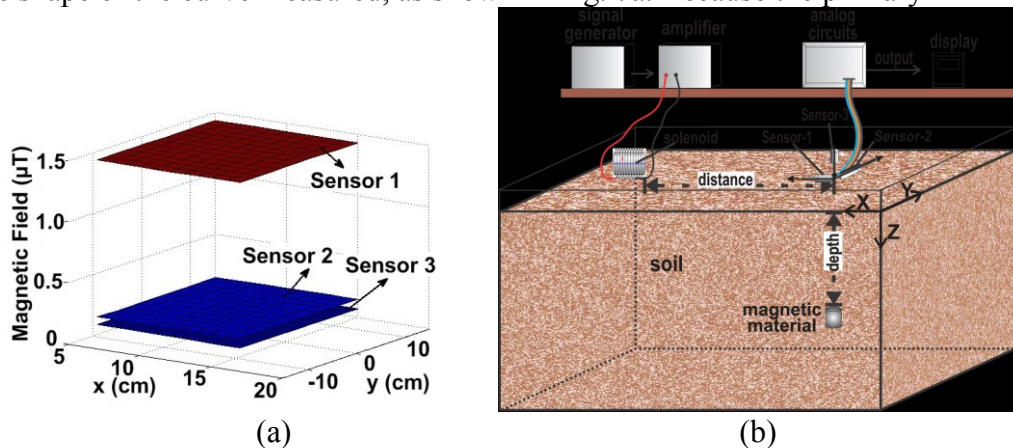 signal generator
amplifier
analog circuits
display
output
Sensor-3
solenoid
Sensor-1
Sensor-2
distance
X
Y
Z
depth
soil
magnetic material
(b)
Magnetic Field (μT)
1.5
1.0
0.5
0
Sensor 1
Sensor 2
Sensor 3
5
10
15
20
x (cm)
-10
0
10
y (cm)
(a)